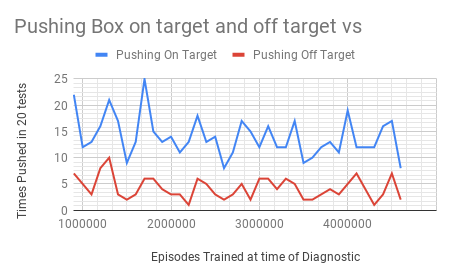 Pushing Box on target and off target vs
Pushing On Target
Pushing Off Target
Times Pushed in 20 tests
25
20
15
10
5
0
1000000
2000000
3000000
4000000
Episodes Trained at time of Diagnostic